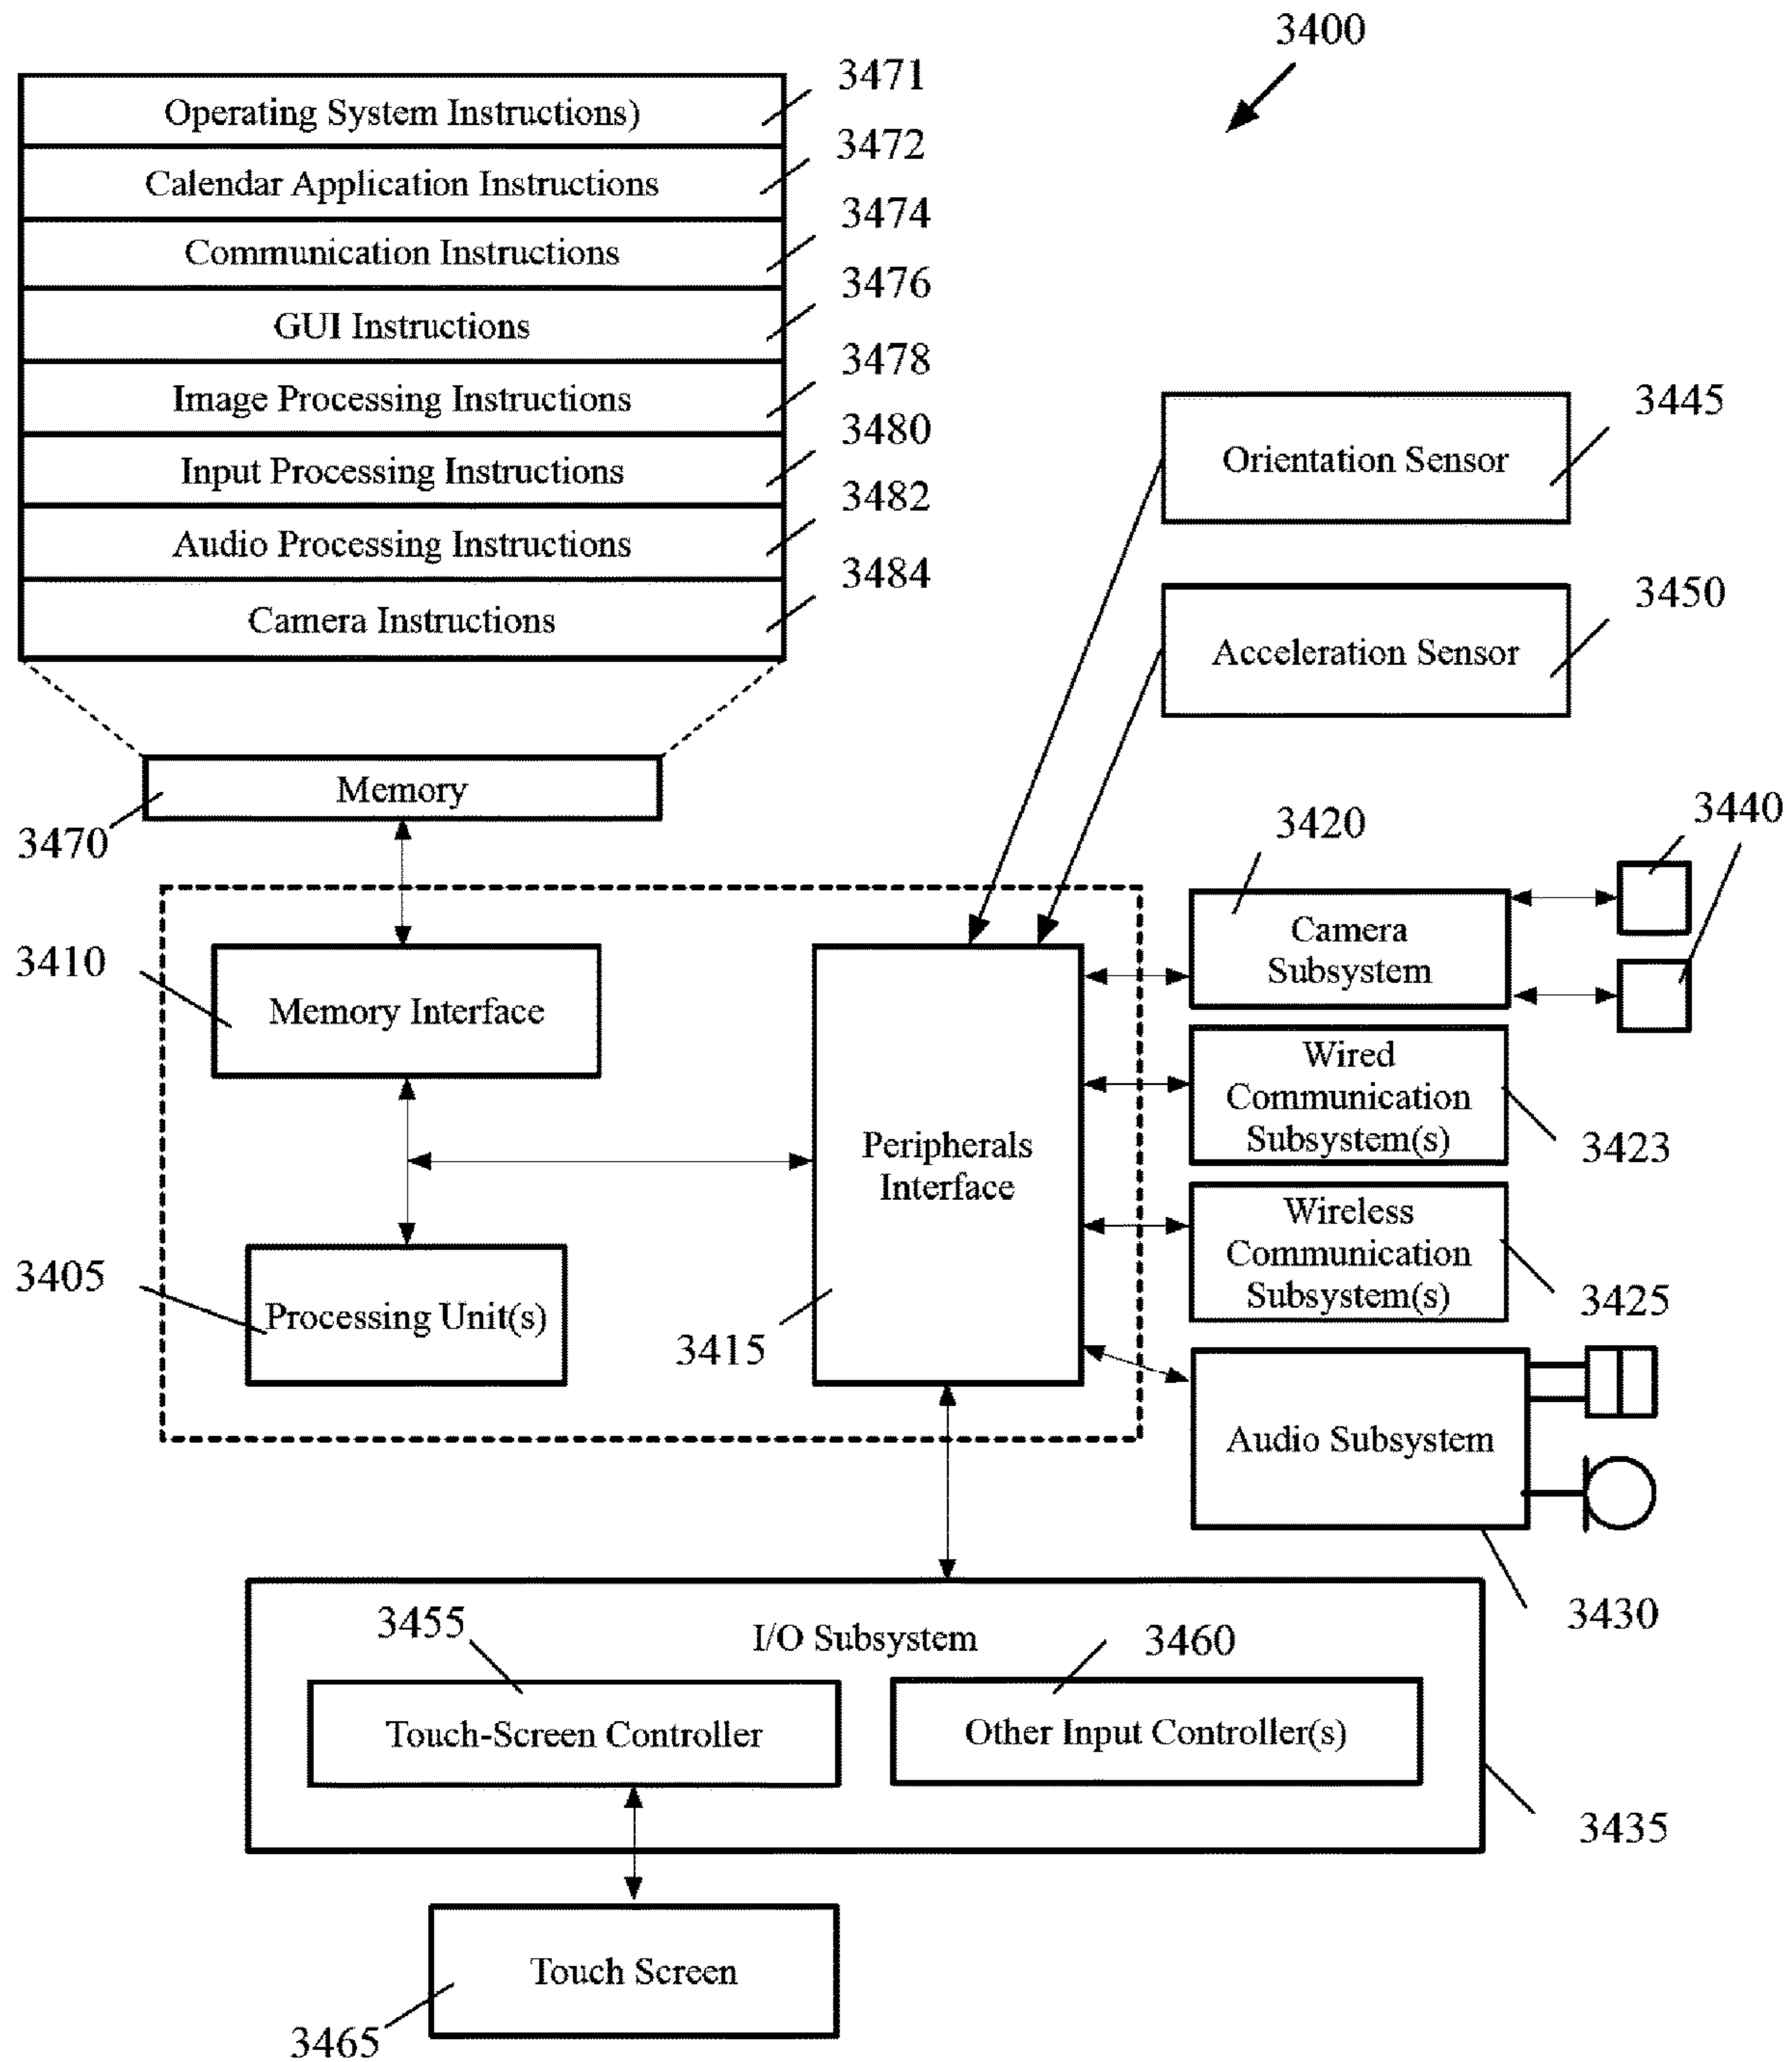 3400
3471
Operating System Instructions)
3472
Calendar Application Instructions
3474
Communication Instructions
3476
GUI Instructions
3478
Image Processing Instructions
3480
Input Processing Instructions
3482
Audio Processing Instructions
3484
Camera Instructions
3445
Orientation Sensor
3450
Acceleration Sensor
Memory
3470
3420
3440
Camera
Subsystem
3410
Memory Interface
Wired
Communication
Subsystem(s)
3423
Peripherals
Interface
Wireless
Communication
Subsystem(s)
3425
3405
Processing Unit(s)
3415
Audio Subsystem
3430
3455
I/O Subsystem
3460
Touch-Screen Controller
Other Input Controller(s)
3435
Touch Screen
3465